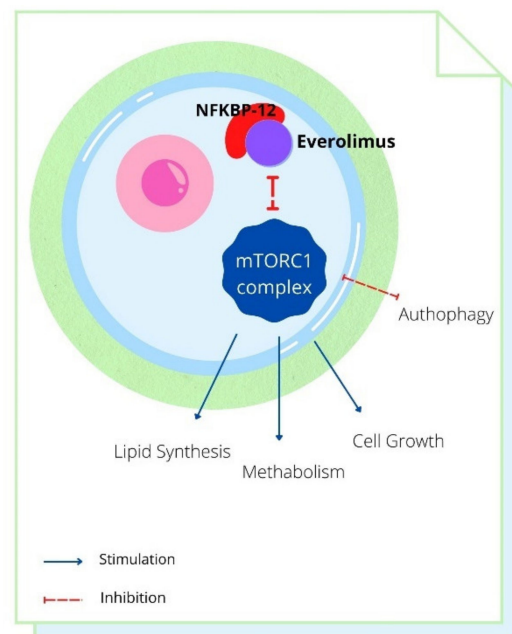 NFKBP-12
Everolimus
mTORC1
complex
Authophagy
Cell Growth
Lipid Synthesis
Methabolism
Stimulation
Inhibition